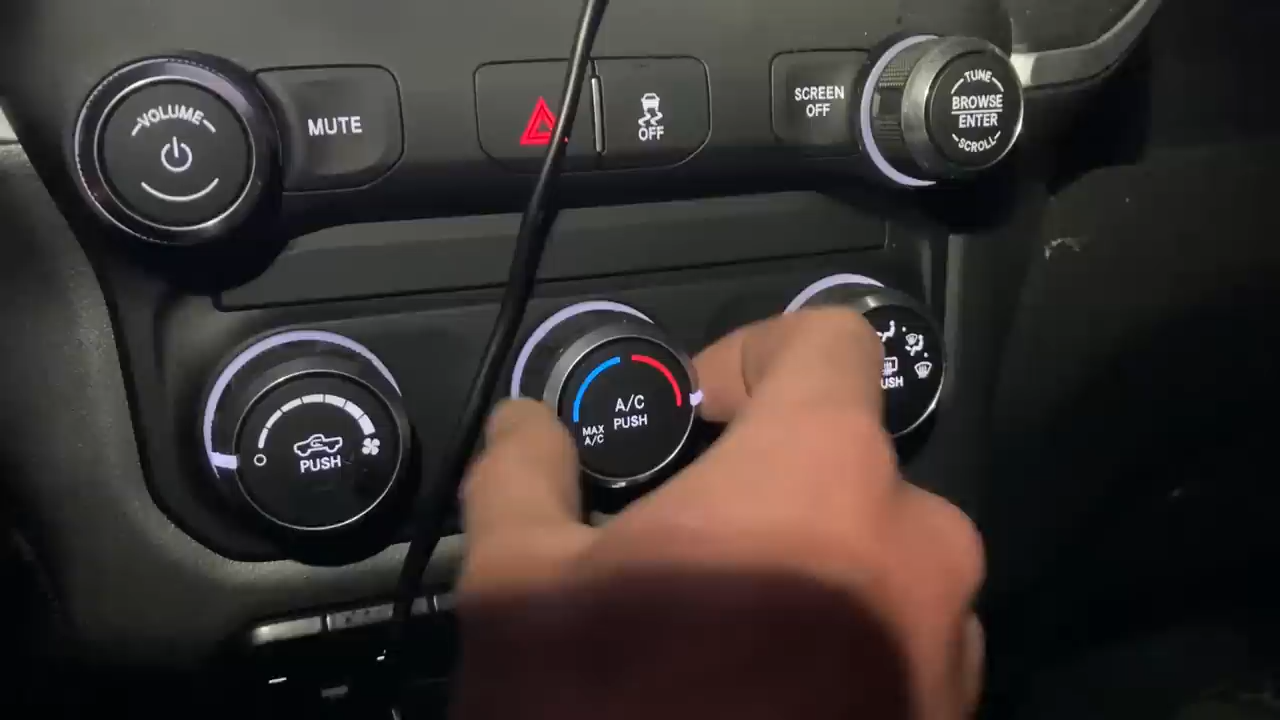 VOLUME
MUTE
OFF
SCREEN
OFF
TUNE
BROWSE
ENTER
SCROLL
PUSH
A/C
PUSH
MAX
A/C